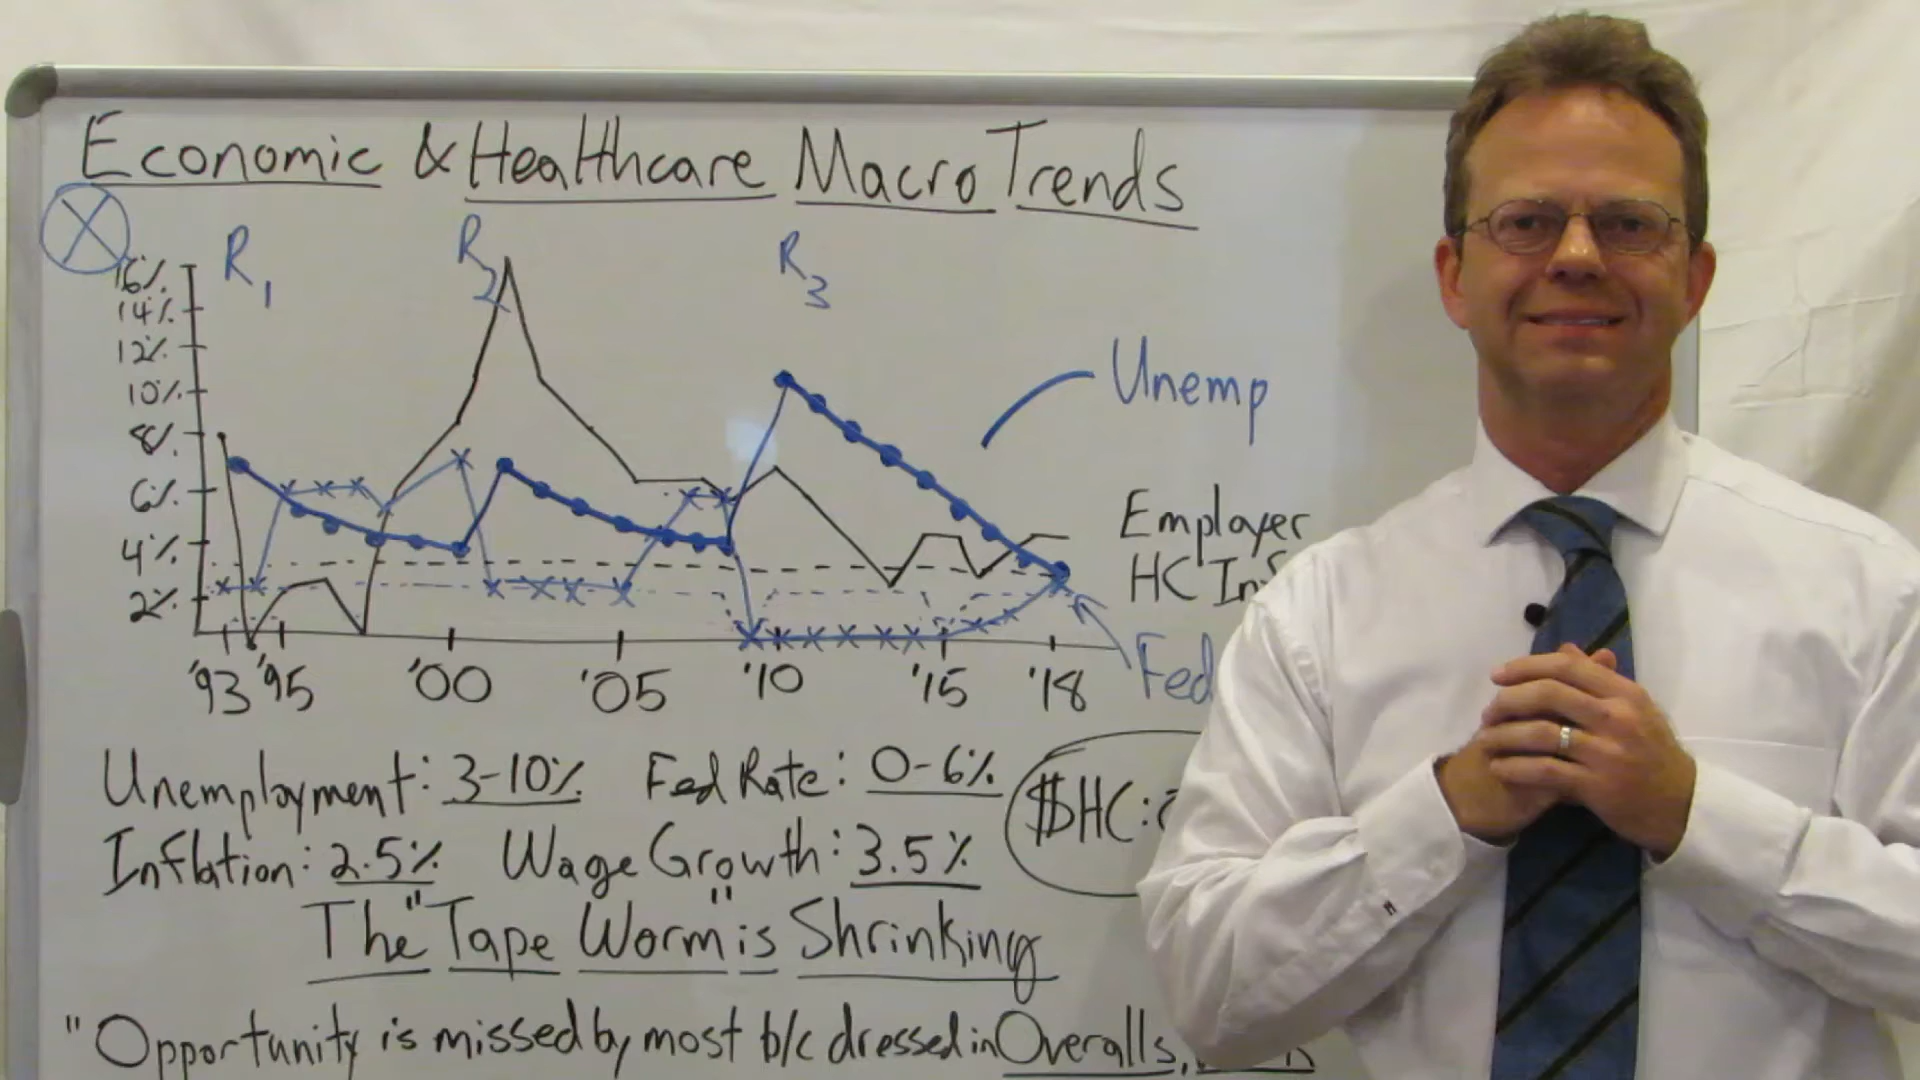 Economic & Healthcare Macro Trends
R1 R2 R3
16%
14%
12%
10%
8%
6%
4%
2%
Unemp
Employer
HC Inf
'93 '95 '00 '05 '10 '15 '18
Fed
Unemployment: 3-10% Fed Rate: 0-6%
$HC:
Inflation: 2.5% Wage Growth: 3.5%
The "Tape Worm" is Shrinking
"Opportunity is missed by most b/c dressed in Overalls,